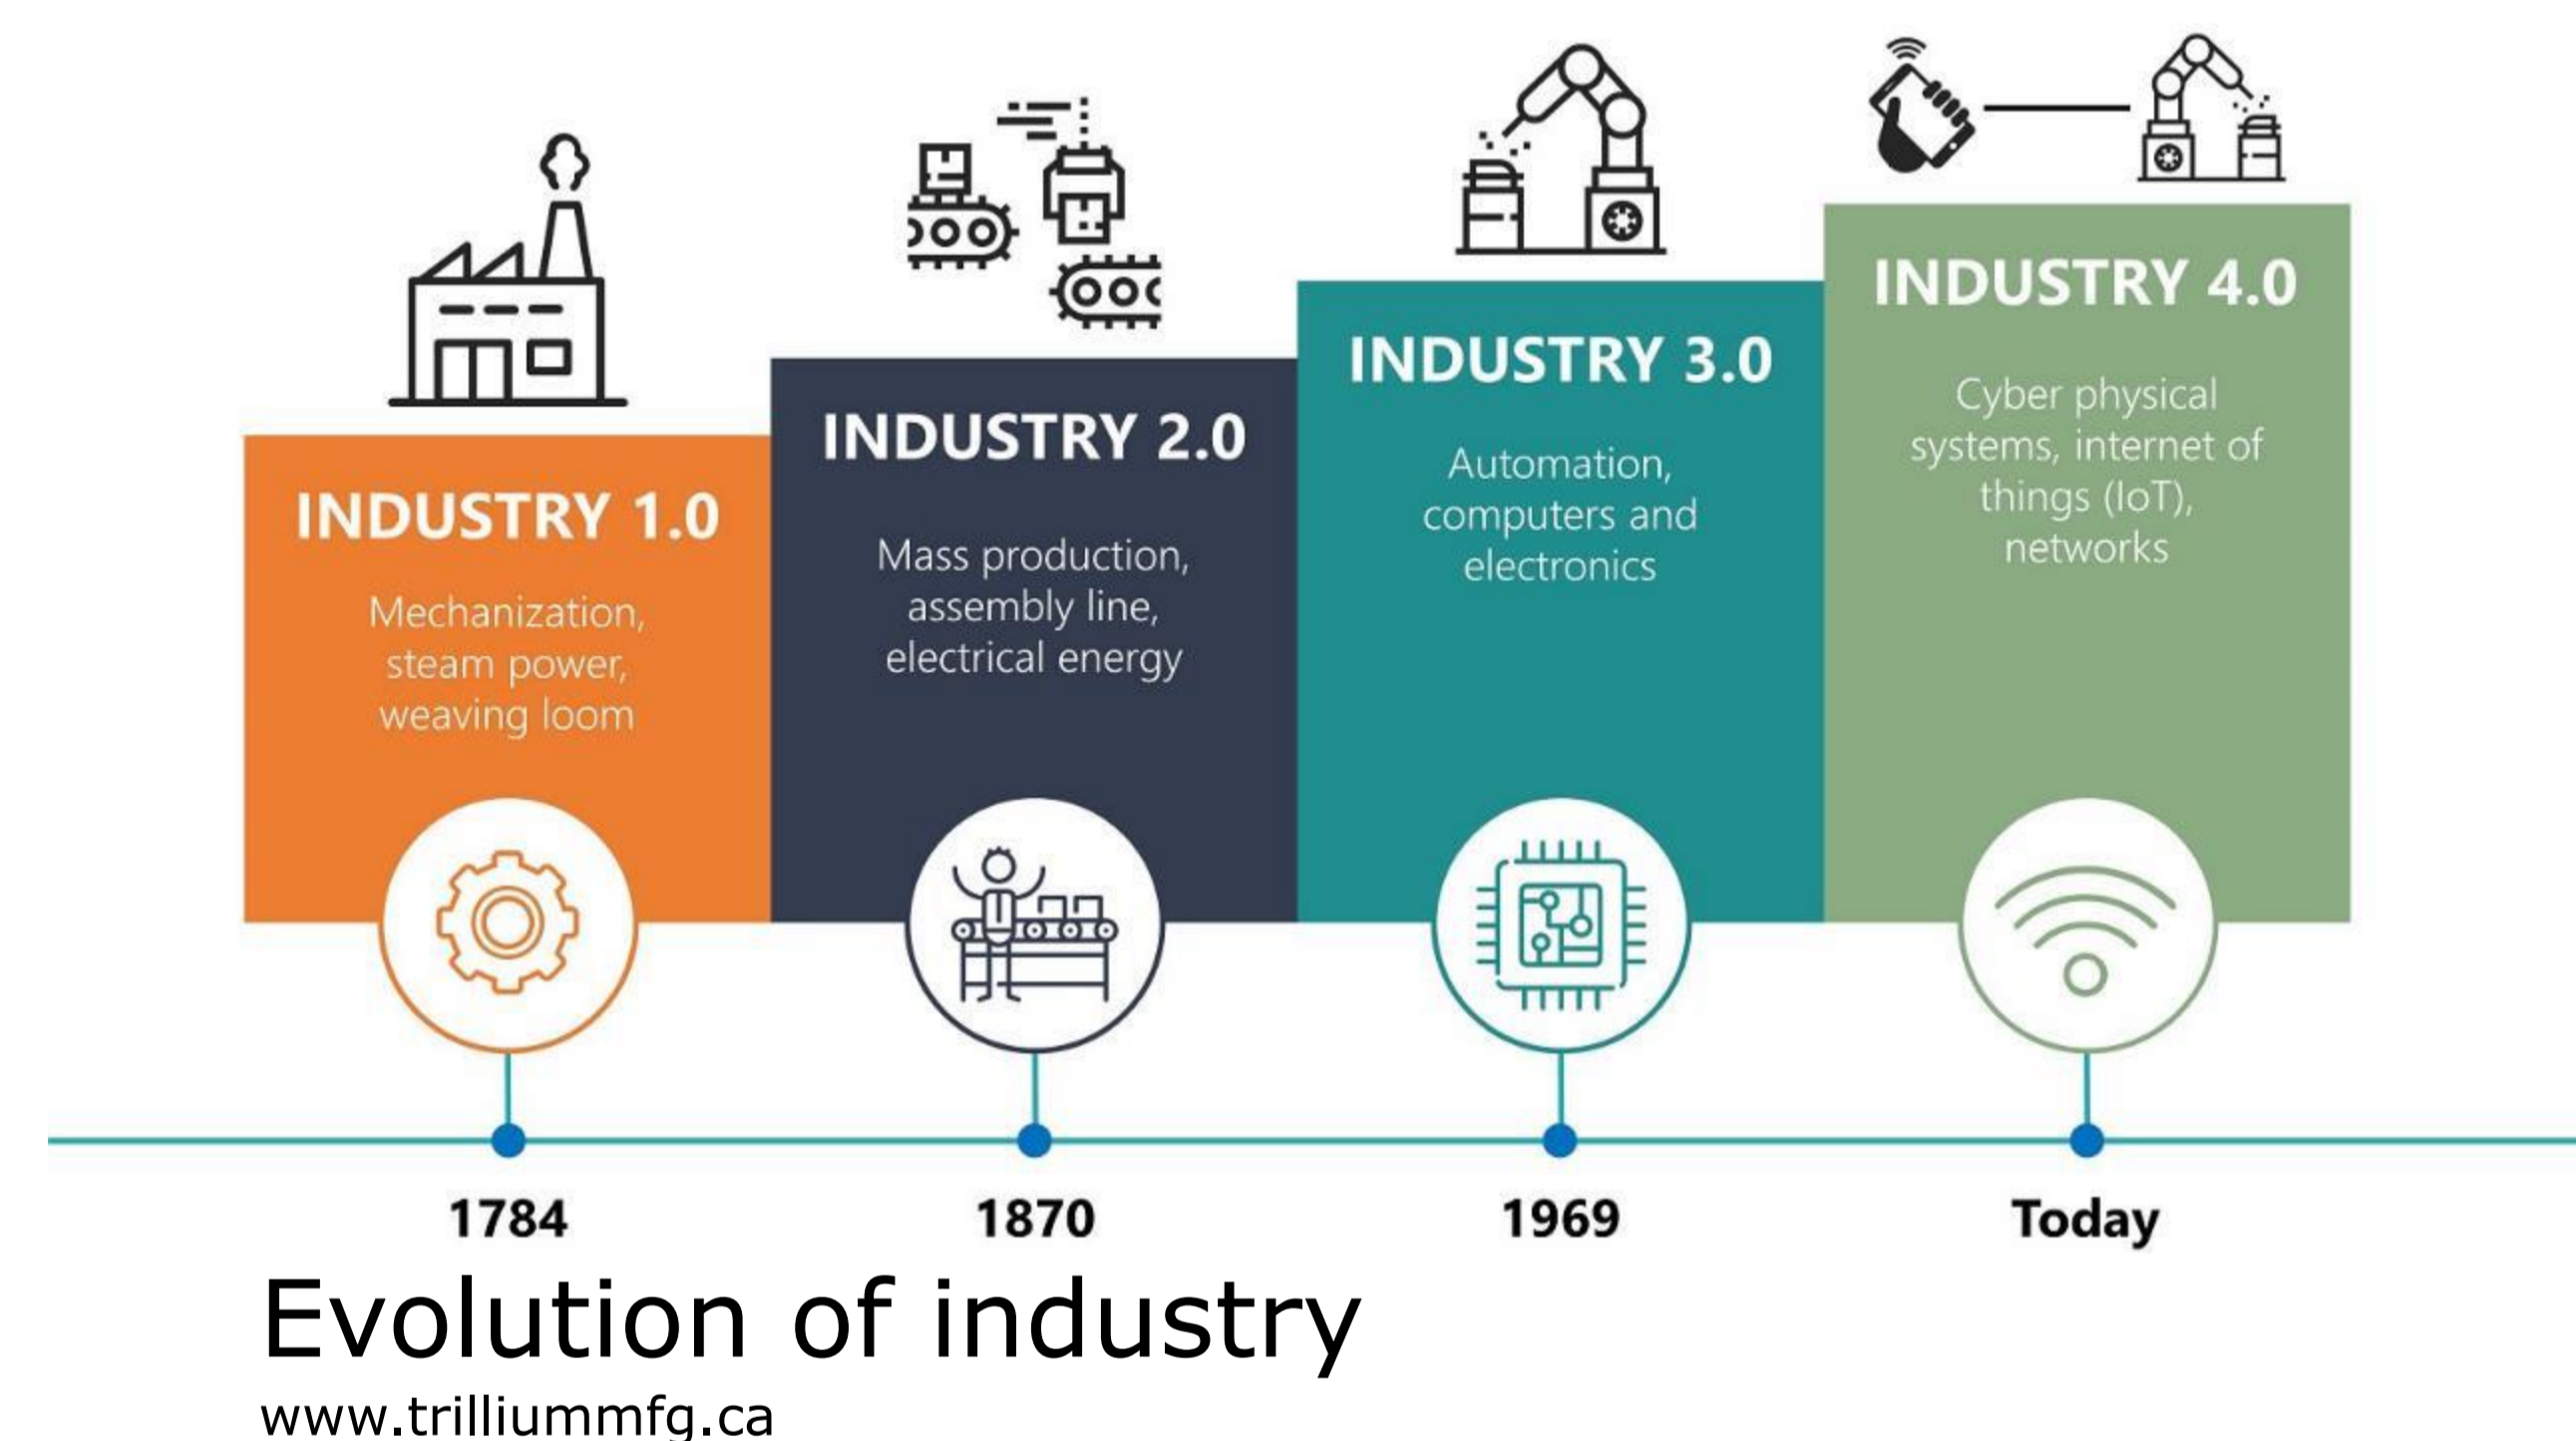 INDUSTRY 1.0
Mechanization,
steam power,
weaving loom
1784
INDUSTRY 2.0
Mass production,
assembly line,
electrical energy
1870
INDUSTRY 3.0
Automation,
computers and
electronics
1969
INDUSTRY 4.0
Cyber physical
systems, internet of
things (IoT),
networks
Today
Evolution of industry
www.trilliummfg.ca